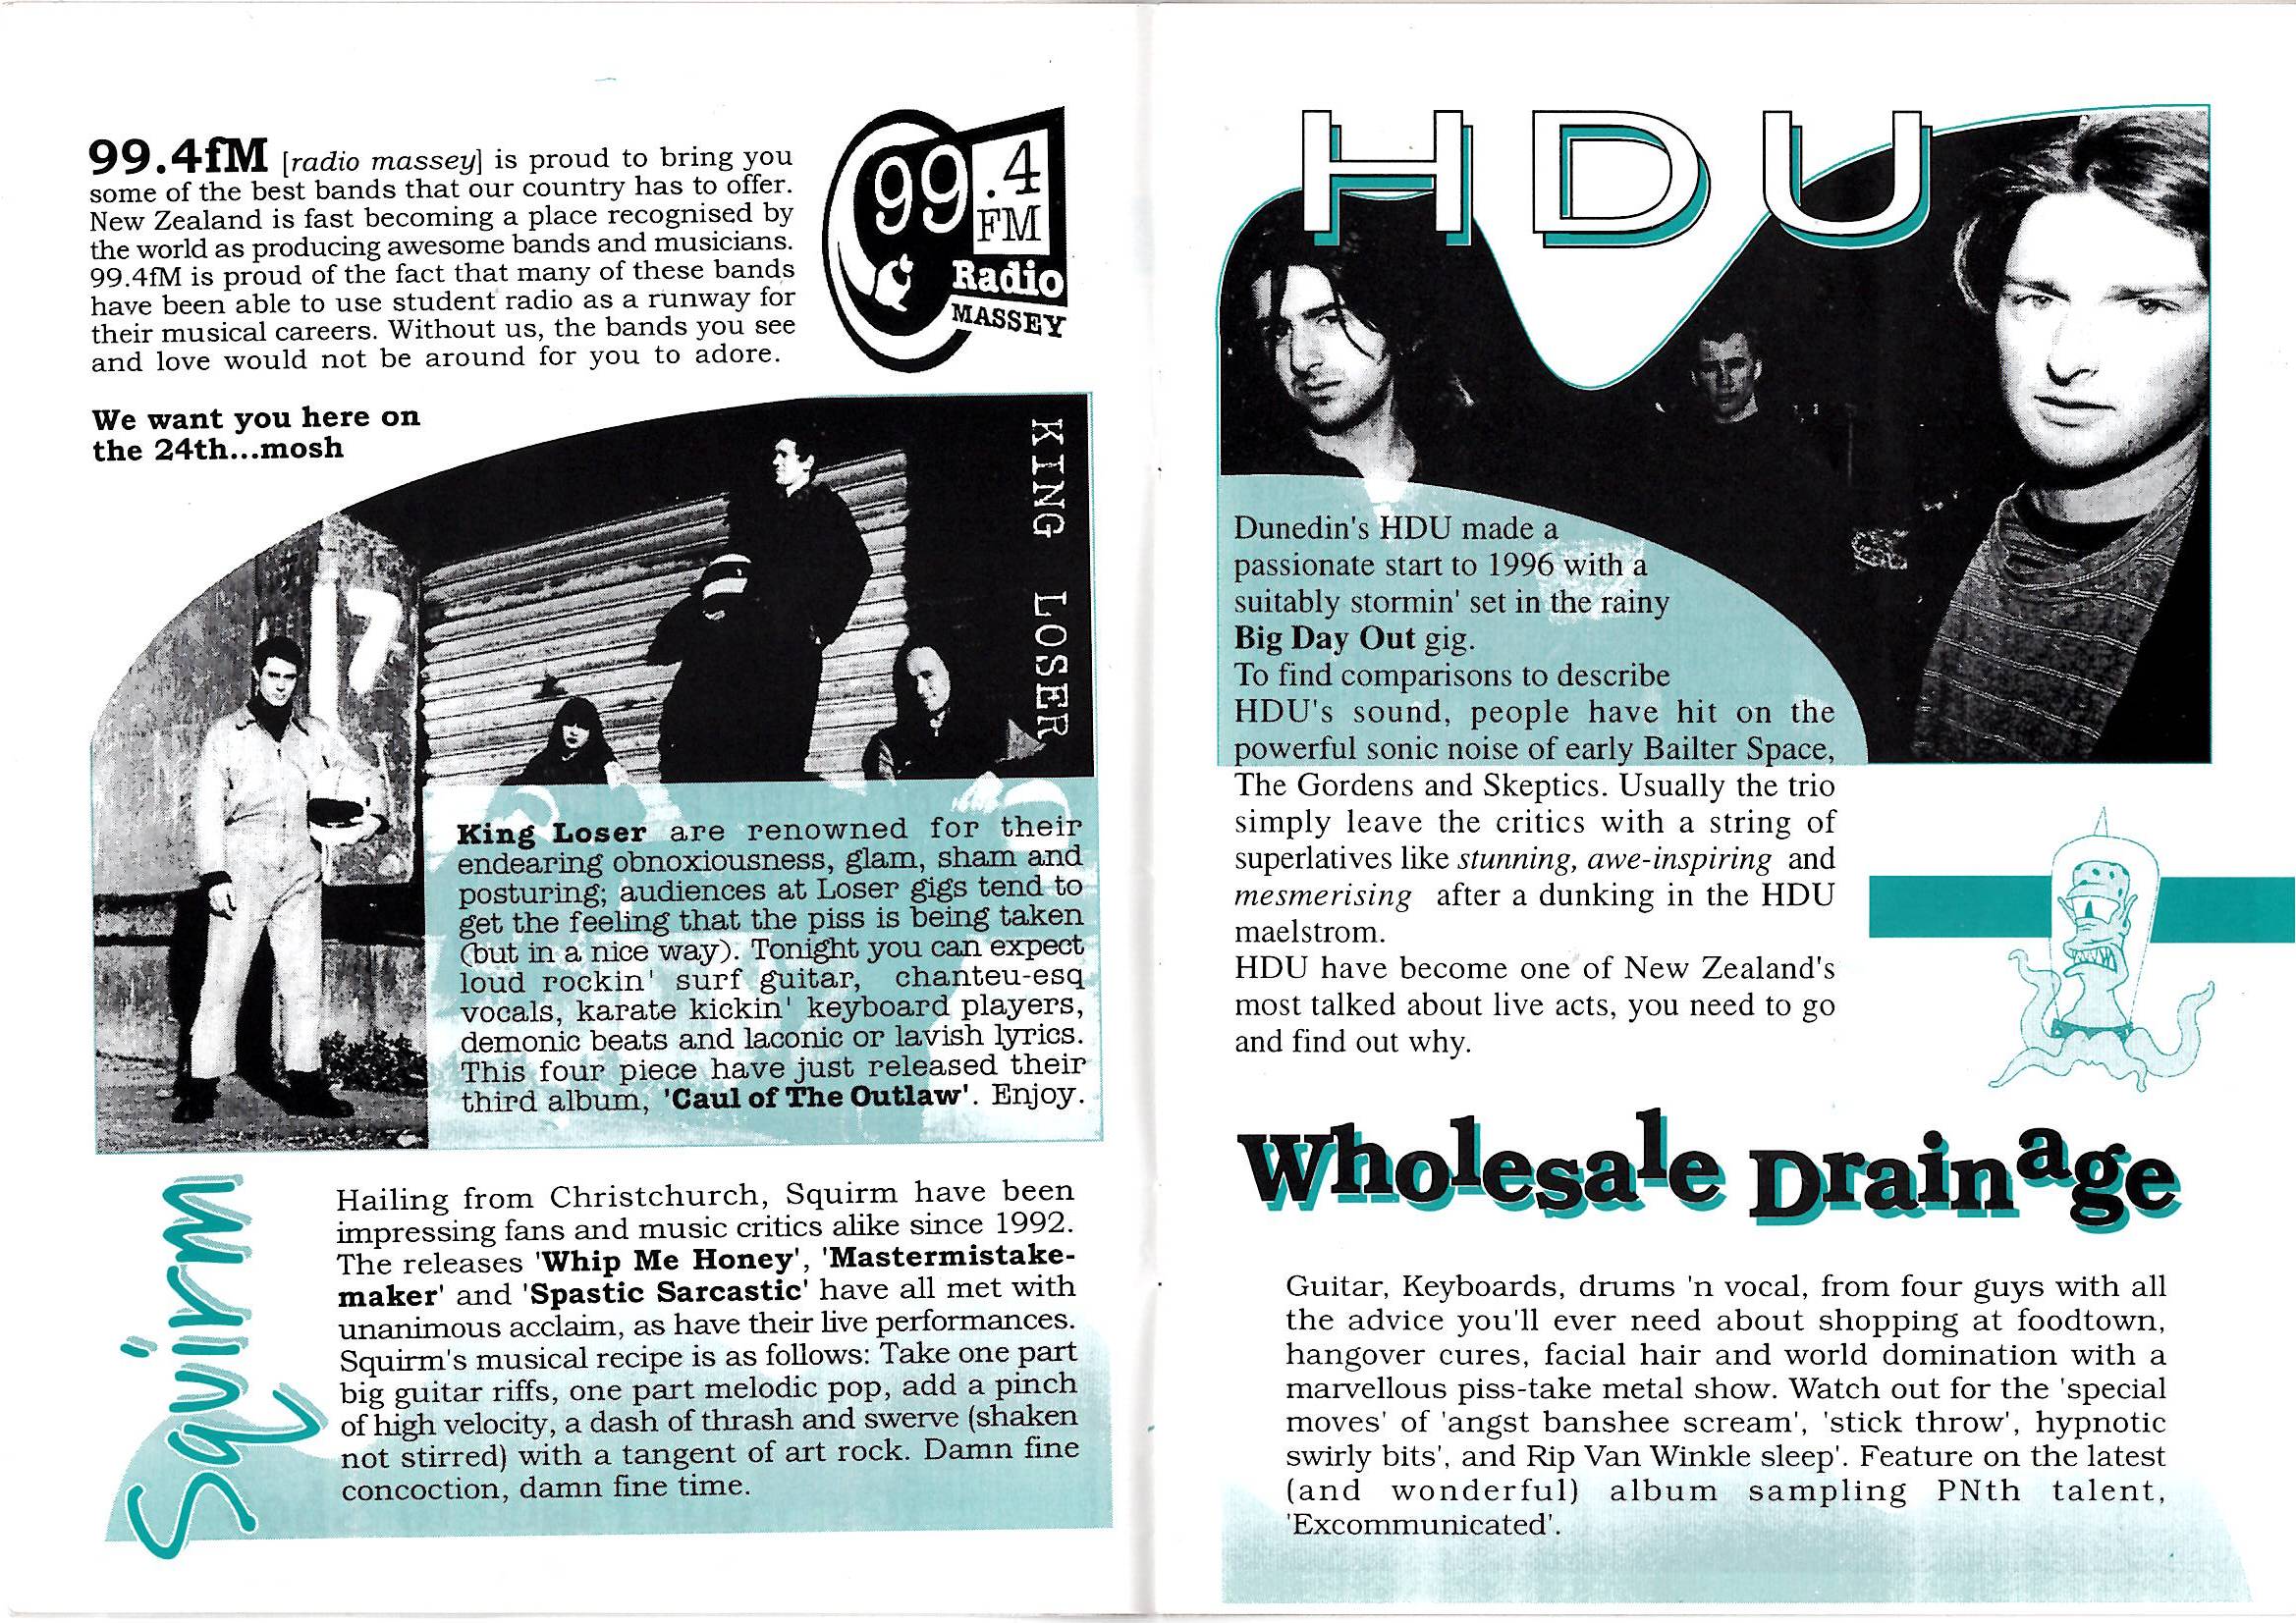 99.4fM [radio massey] is proud to bring you
some of the best bands that our country has to offer.
New Zealand is fast becoming a place recognised by
the world as producing awesome bands and musicians.
99.4fM is proud of the fact that many of these bands
have been able to use student radio as a runway for
their musical careers. Without us, the bands you see
and love would not be around for you to adore.
99.4
FM
Radio
MASSEY
We want you here on
the 24th...mosh
KING LOSER
7
King Loser are renowned for their
endearing obnoxiousness, glam, sham and
posturing; audiences at Loser gigs tend to
get the feeling that the piss is being taken
(but in a nice way). Tonight you can expect
loud rockin' surf guitar, chanteu-esq
vocals, karate kickin' keyboard players,
demonic beats and laconic or lavish lyrics.
This four piece have just released their
third album, 'Caul of The Outlaw'. Enjoy.
Squirm
Hailing from Christchurch, Squirm have been
impressing fans and music critics alike since 1992.
The releases 'Whip Me Honey', 'Mastermistake-
maker' and 'Spastic Sarcastic' have all met with
unanimous acclaim, as have their live performances.
Squirm's musical recipe is as follows: Take one part
big guitar riffs, one part melodic pop, add a pinch
of high velocity, a dash of thrash and swerve (shaken
not stirred) with a tangent of art rock. Damn fine
concoction, damn fine time.
HDU
Dunedin's HDU made a
passionate start to 1996 with a
suitably stormin' set in the rainy
Big Day Out gig.
To find comparisons to describe
HDU's sound, people have hit on the
powerful sonic noise of early Bailter Space,
The Gordens and Skeptics. Usually the trio
simply leave the critics with a string of
superlatives like stunning, awe-inspiring and
mesmerising after a dunking in the HDU
maelstrom.
HDU have become one of New Zealand's
most talked about live acts, you need to go
and find out why.
Wholesale Drainage
Guitar, Keyboards, drums 'n vocal, from four guys with all
the advice you'll ever need about shopping at foodtown,
hangover cures, facial hair and world domination with a
marvellous piss-take metal show. Watch out for the 'special
moves' of 'angst banshee scream', 'stick throw', hypnotic
swirly bits', and Rip Van Winkle sleep'. Feature on the latest
(and wonderful) album sampling PNth talent,
'Excommunicated'.